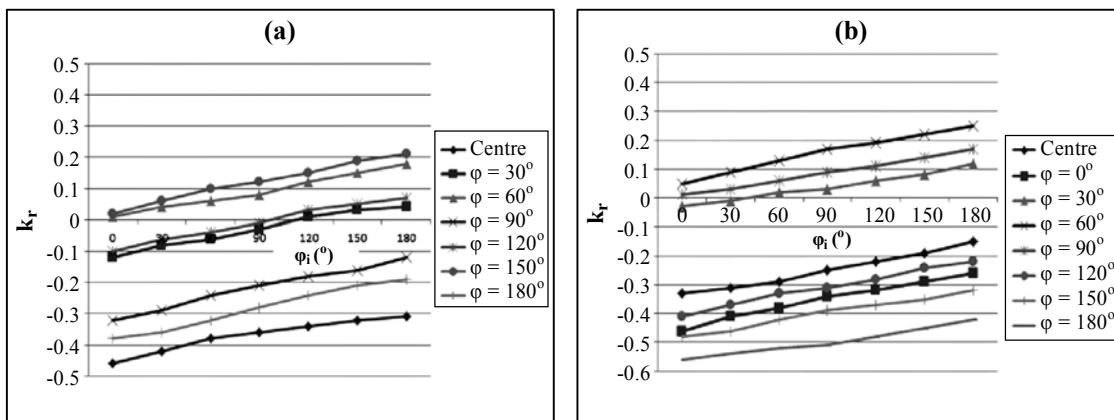 (a)
k_r
0.5
0.4
0.3
0.2
0.1
0
-0.1
-0.2
-0.3
-0.4
-0.5
0 30 60 90 120 150 180
φ_i (°)
Centre
φ = 30°
φ = 60°
φ = 90°
φ = 120°
φ = 150°
φ = 180°
(b)
k_r
0.5
0.4
0.3
0.2
0.1
0
-0.1
-0.2
-0.3
-0.4
-0.5
-0.6
0 30 60 90 120 150 180
φ_i (°)
Centre
φ = 0°
φ = 30°
φ = 60°
φ = 90°
φ = 120°
φ = 150°
φ = 180°